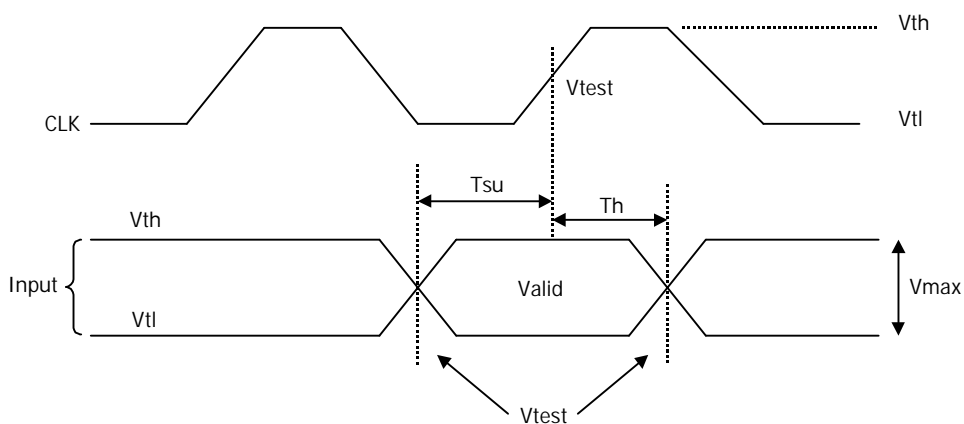 Vth
Vtest
CLK
Vtl
Tsu
Th
Vth
Input
Valid
Vmax
Vtl
Vtest